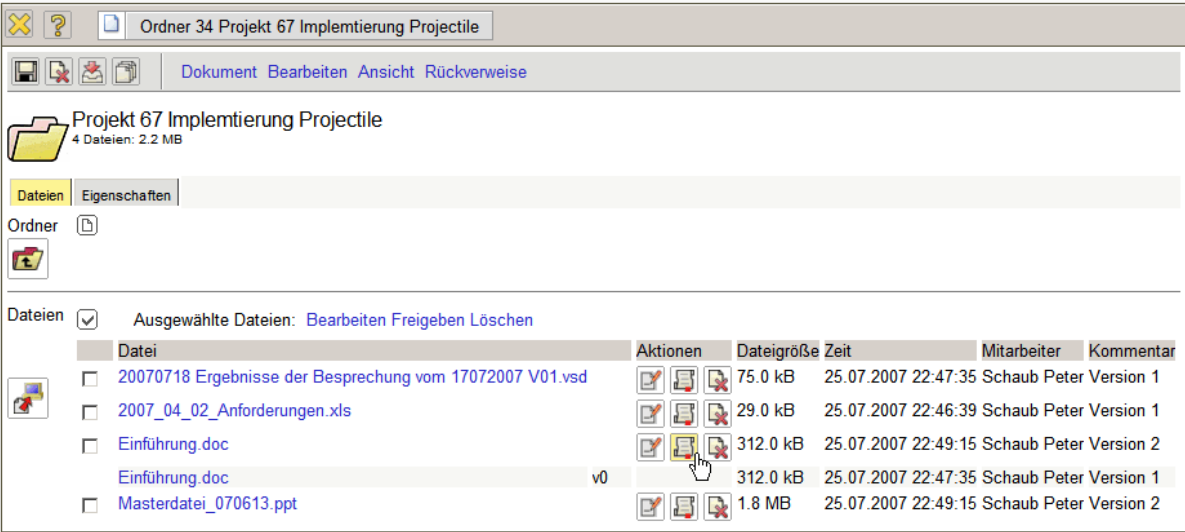 Ordner 34 Projekt 67 Implemtierung Projectile
Dokument Bearbeiten Ansicht Rückverweise
Projekt 67 Implemtierung Projectile
4 Dateien: 2.2 MB
Dateien Eigenschaften
Ordner
Dateien Ausgewählte Dateien: Bearbeiten Freigeben Löschen
Datei Aktionen Dateigröße Zeit Mitarbeiter Kommentar
20070718 Ergebnisse der Besprechung vom 17072007 V01.vsd 75.0 kB 25.07.2007 22:47:35 Schaub Peter Version 1
2007_04_02_Anforderungen.xls 29.0 kB 25.07.2007 22:46:39 Schaub Peter Version 1
Einführung.doc 312.0 kB 25.07.2007 22:49:15 Schaub Peter Version 2
Einführung.doc v0 312.0 kB 25.07.2007 22:47:35 Schaub Peter Version 1
Masterdatei_070613.ppt 1.8 MB 25.07.2007 22:49:15 Schaub Peter Version 2